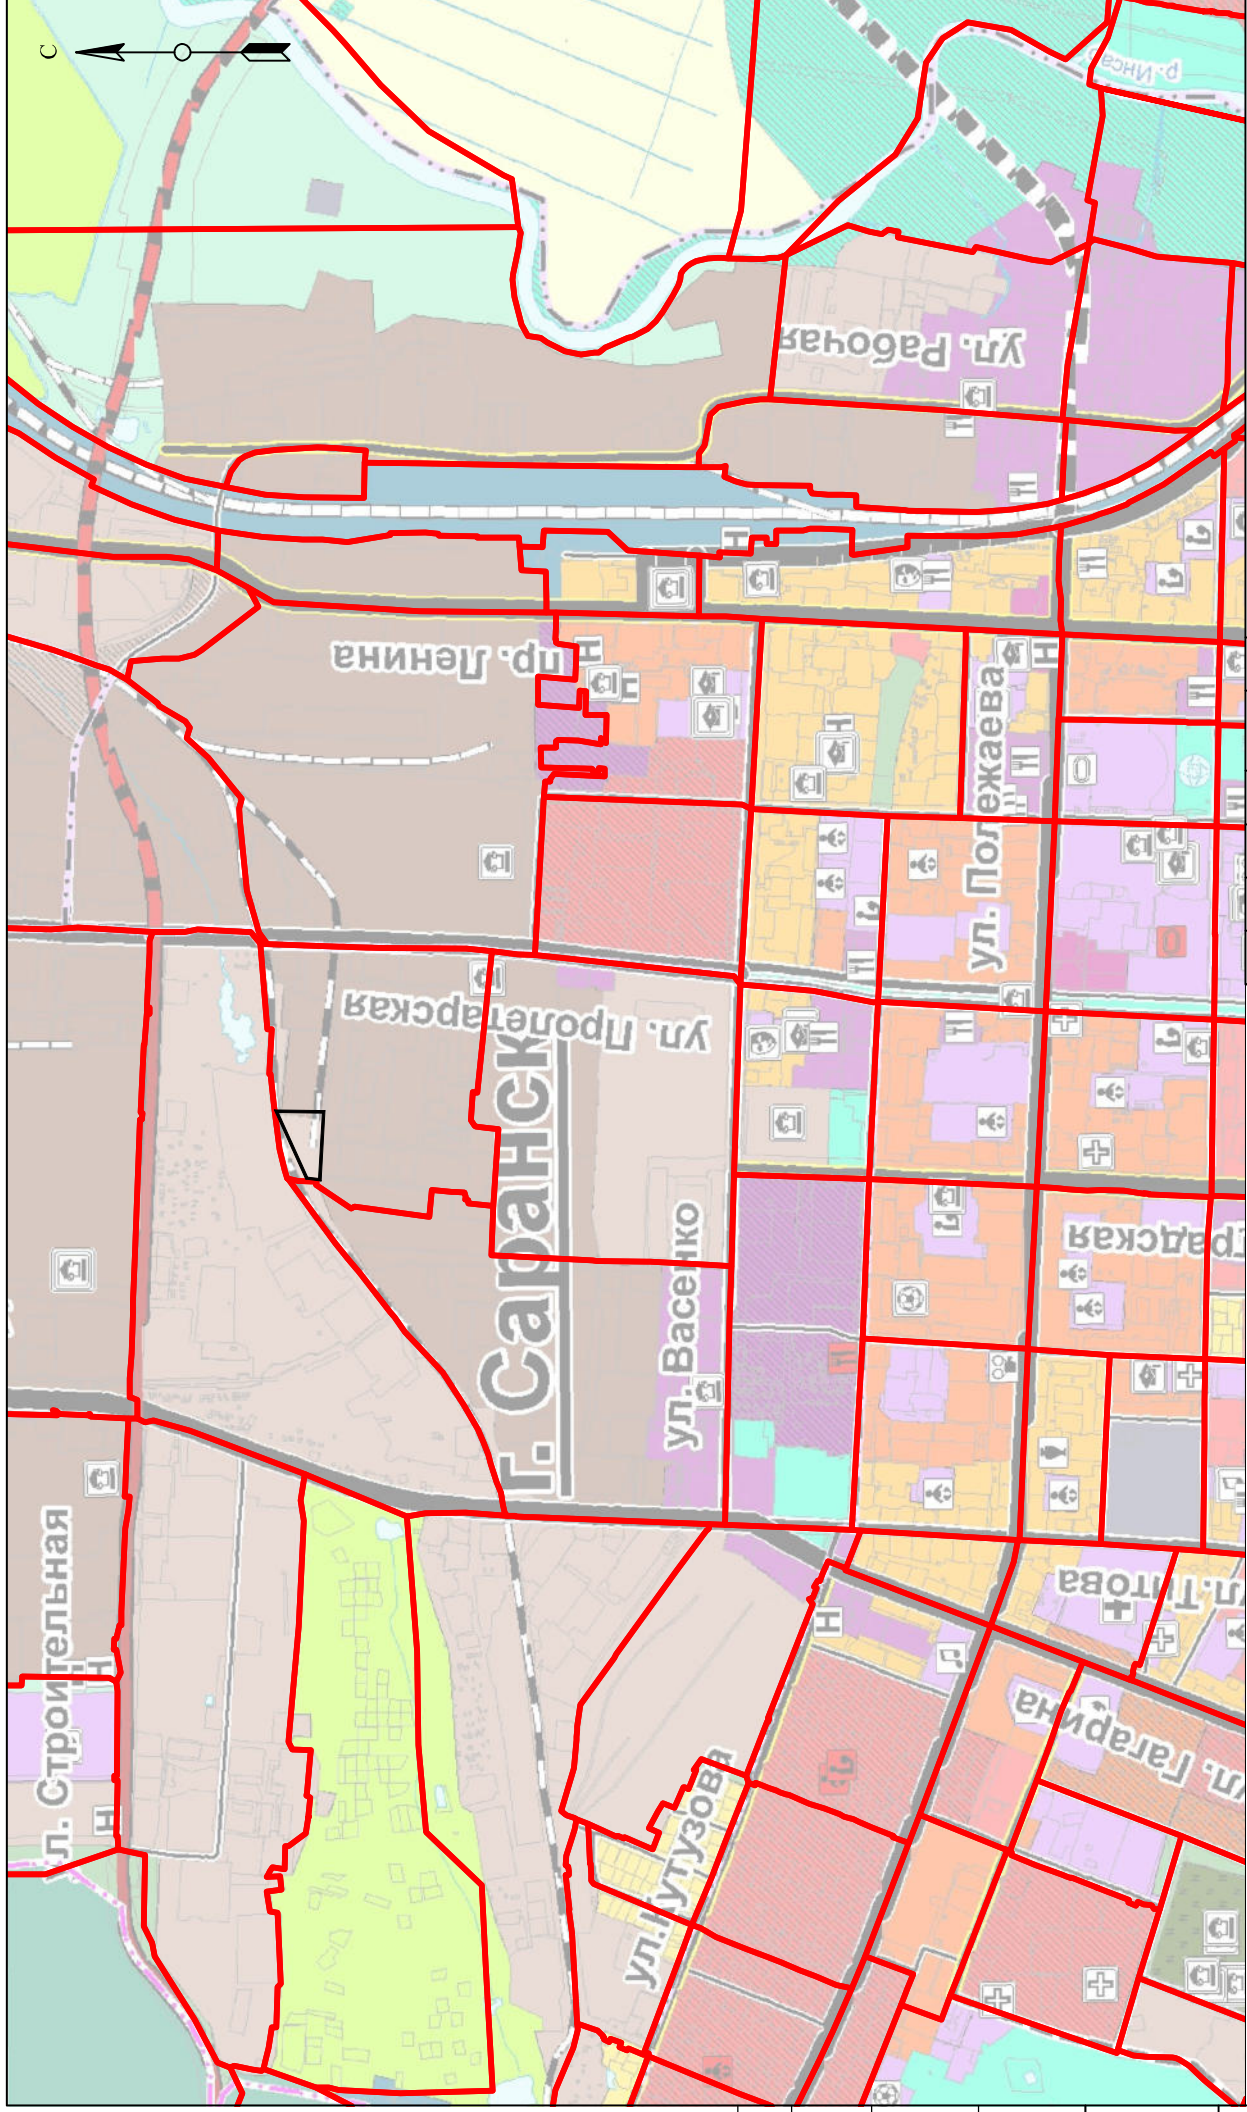 С
р. Инсар
ул. Рабочая
пр. Ленина
ул. Полежаева
ул. Пролетарская
г. Саранск
ул. Васенко
градская
л. Строительная
ул. Титова
ул. Гагарина
ул. Кутузова
Н
Н
Н
Н
Н
Н
Н
Н
П